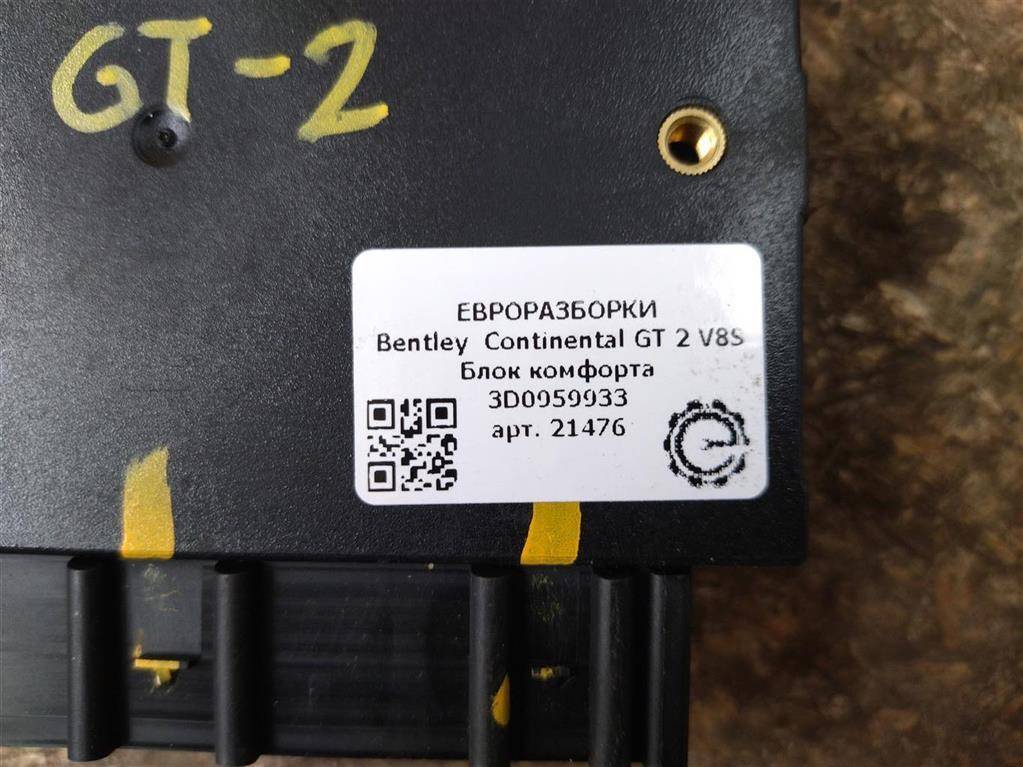 GT-2
ЕВРОРАЗБОРКИ
Bentley Continental GT 2 V8S
Блок комфорта
3D0959933
арт. 21476